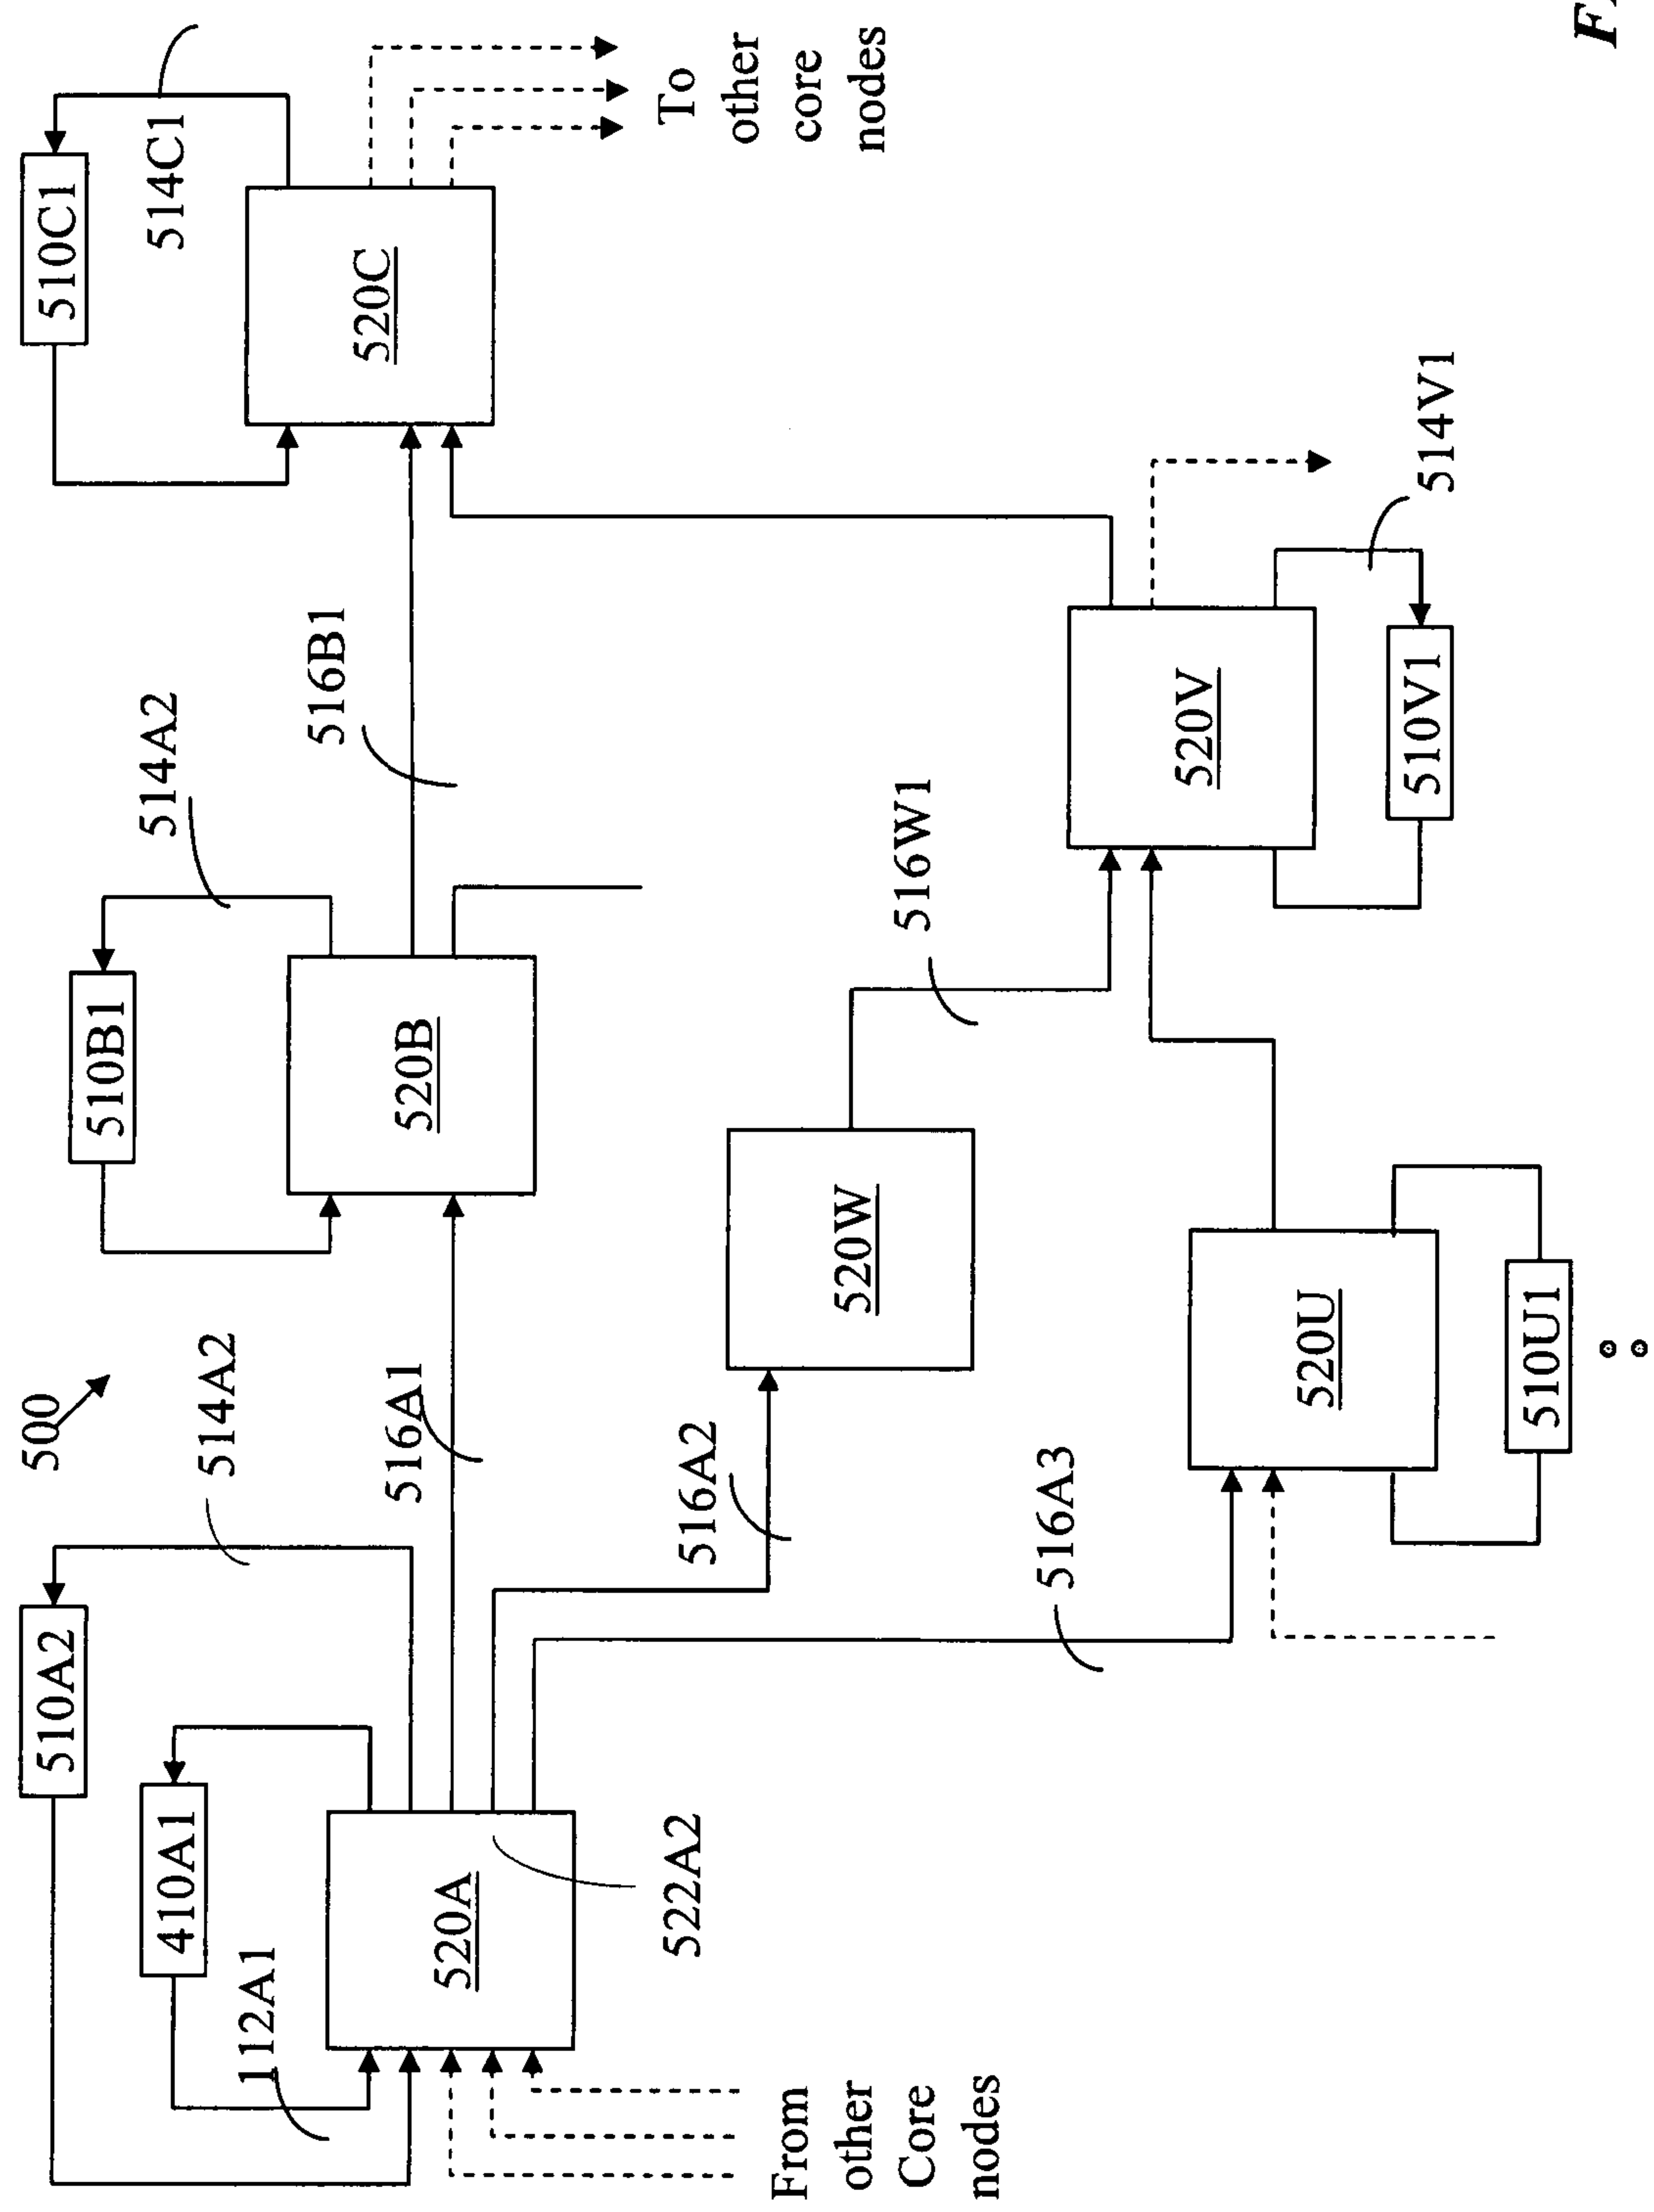 500
510A2
514A2
410A1
112A1
520A
522A2
516A1
516A2
516A3
From
other
Core
nodes
510B1
514A2
520B
516B1
520W
516W1
520U
510U1
510C1
514C1
520C
To
other
core
nodes
520V
510V1
514V1